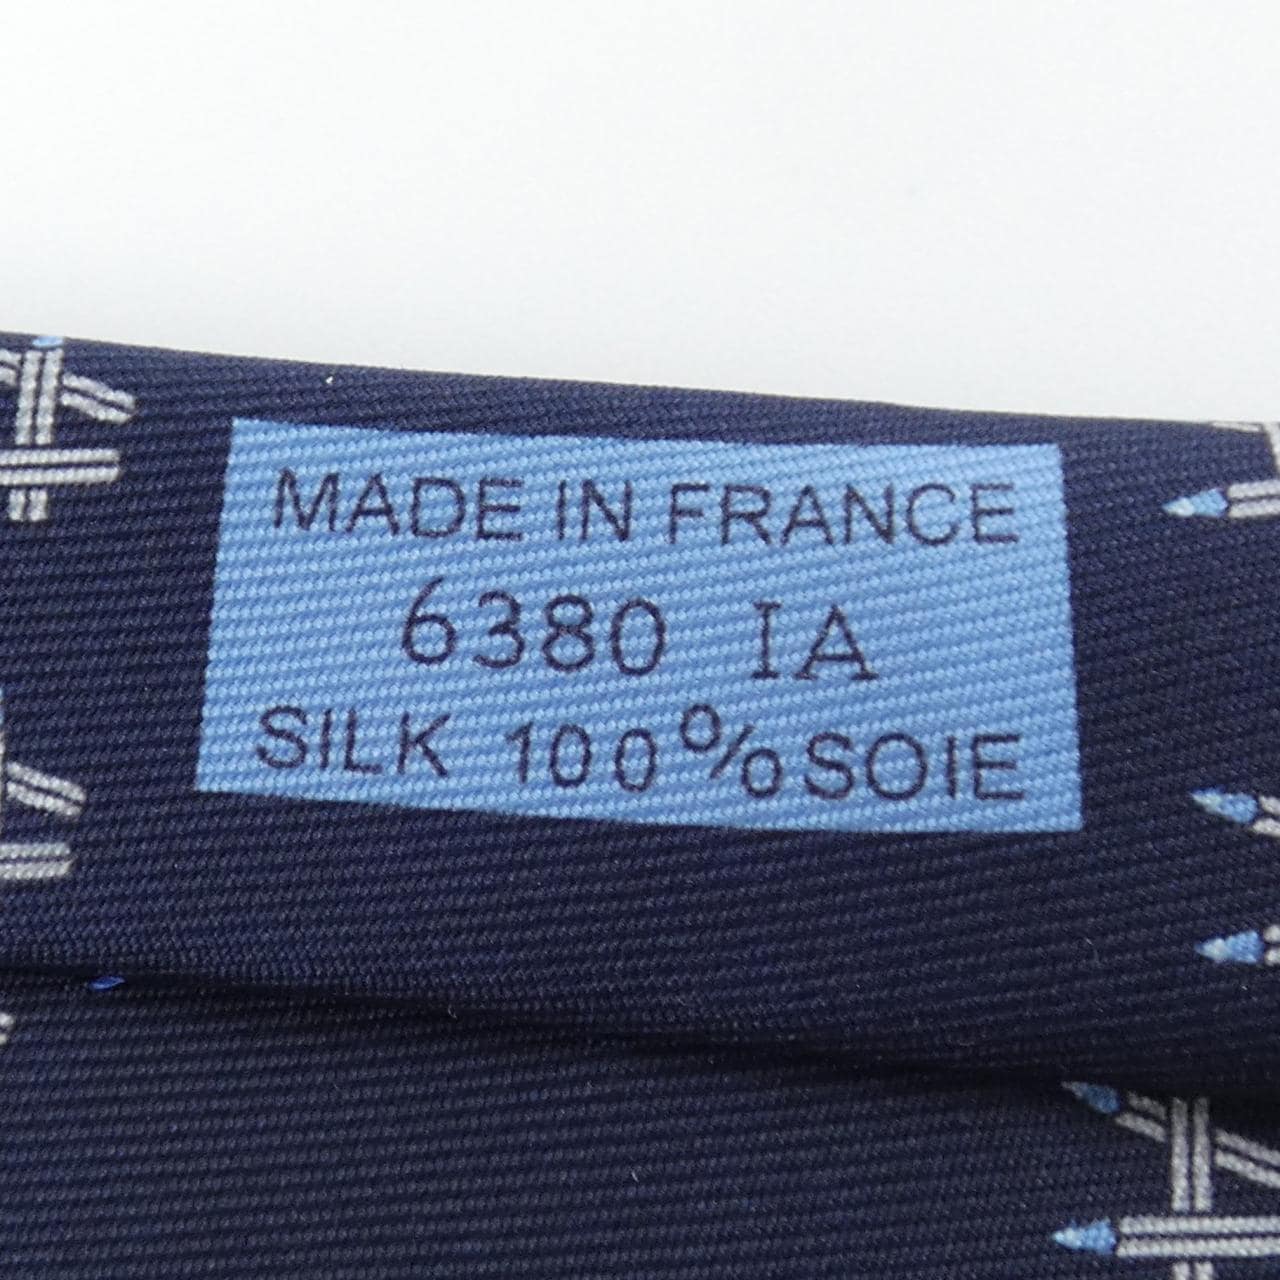 MADE IN FRANCE
6380 IA
SILK 100% SOIE